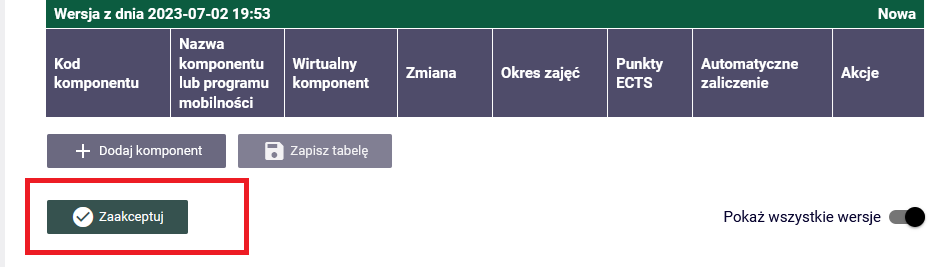 Wersja z dnia 2023-07-02 19:53 Nowa
Kod komponentu
Nazwa komponentu lub programu mobilności
Wirtualny komponent
Zmiana
Okres zajęć
Punkty ECTS
Automatyczne zaliczenie
Akcje
Dodaj komponent
Zapisz tabelę
Zaakceptuj
Pokaż wszystkie wersje